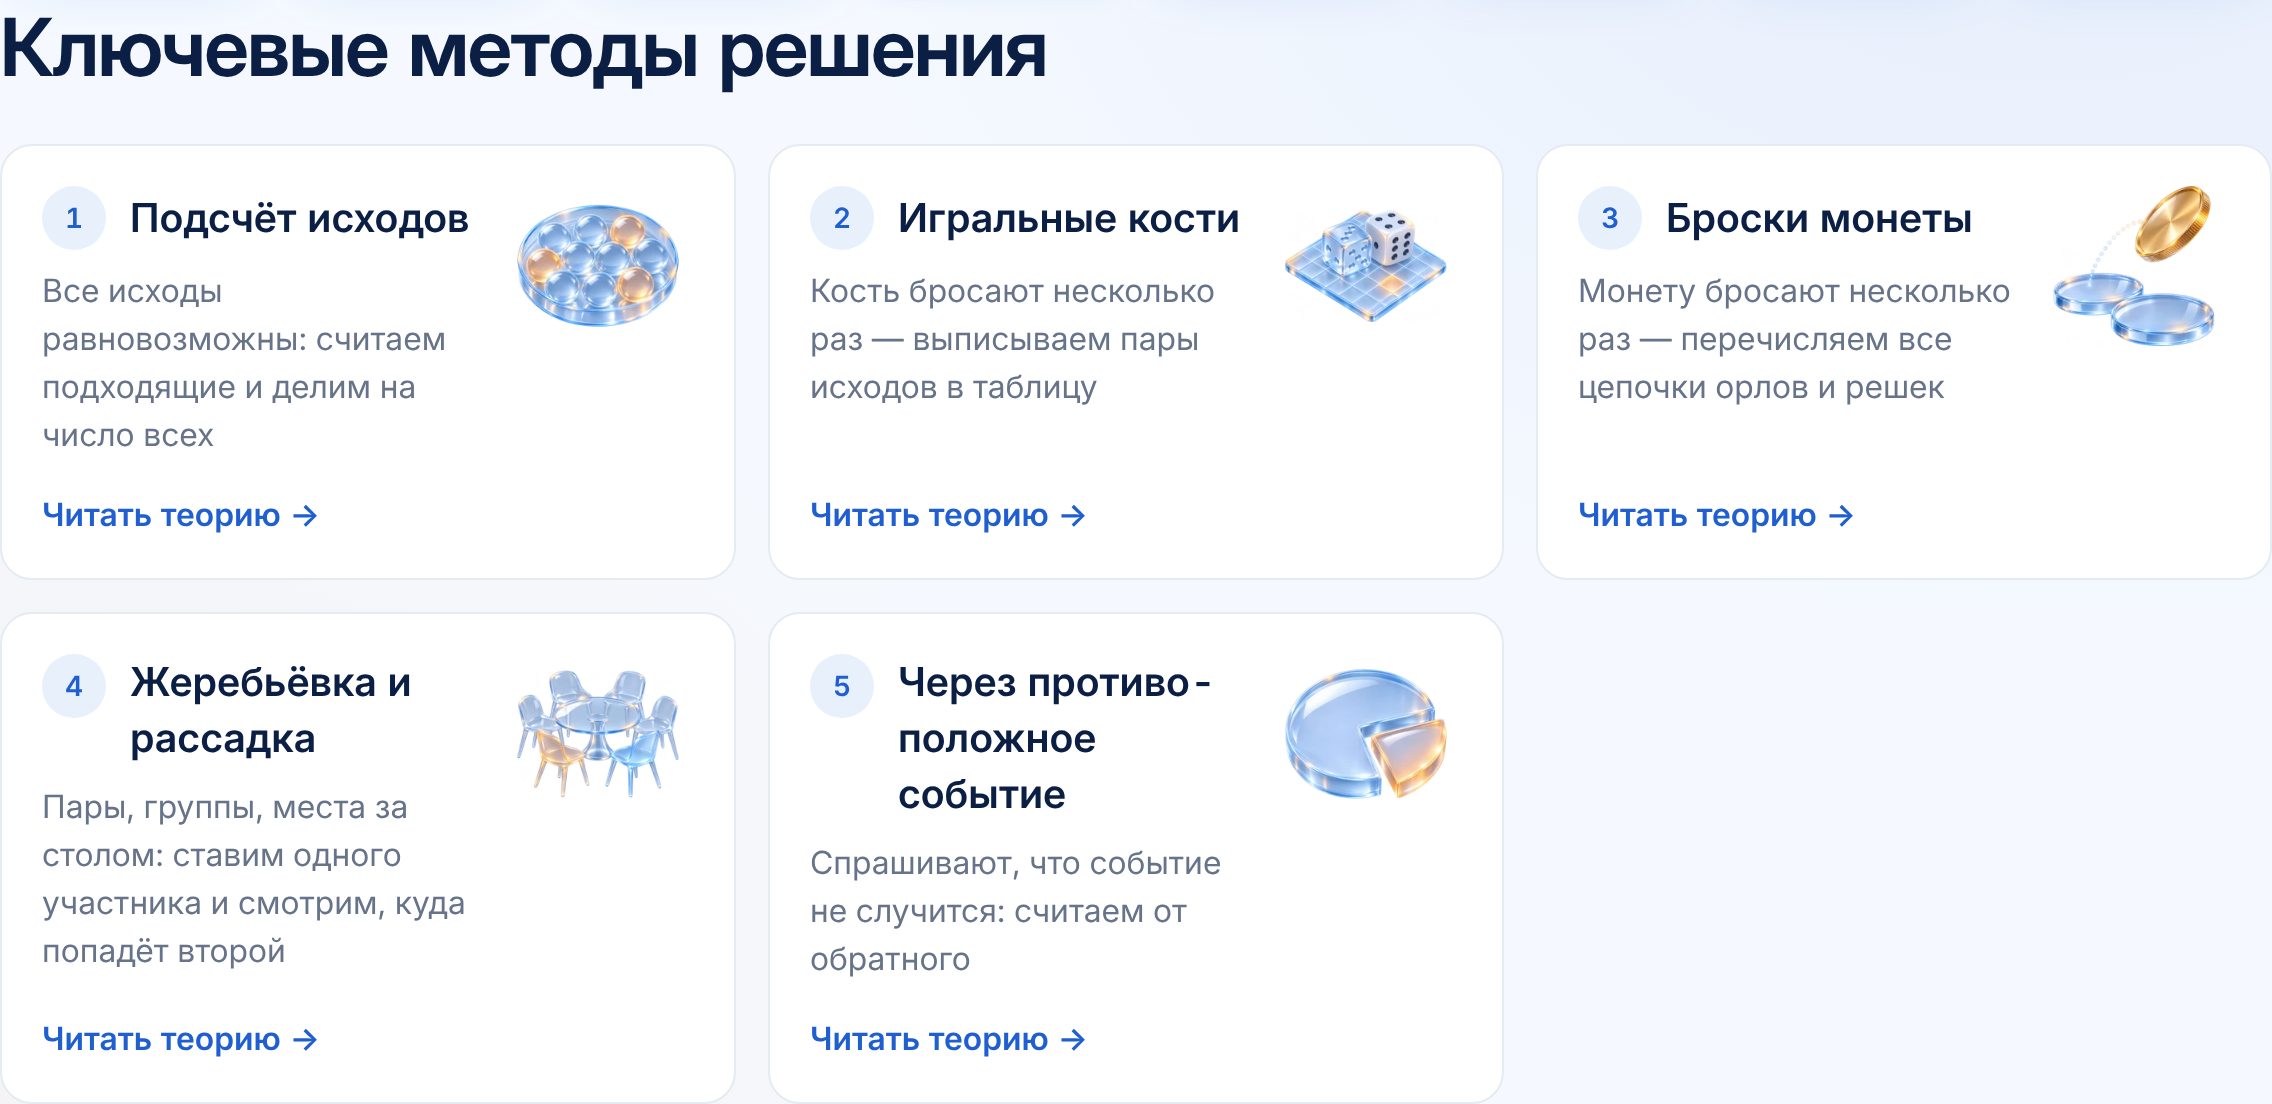 Ключевые методы решения
1 Подсчёт исходов
Все исходы
равновозможны: считаем
подходящие и делим на
число всех
Читать теорию →
2 Игральные кости
Кость бросают несколько
раз — выписываем пары
исходов в таблицу
Читать теорию →
3 Броски монеты
Монету бросают несколько
раз — перечисляем все
цепочки орлов и решек
Читать теорию →
4 Жеребьёвка и
рассадка
Пары, группы, места за
столом: ставим одного
участника и смотрим, куда
попадёт второй
Читать теорию →
5 Через противо-
положное
событие
Спрашивают, что событие
не случится: считаем от
обратного
Читать теорию →